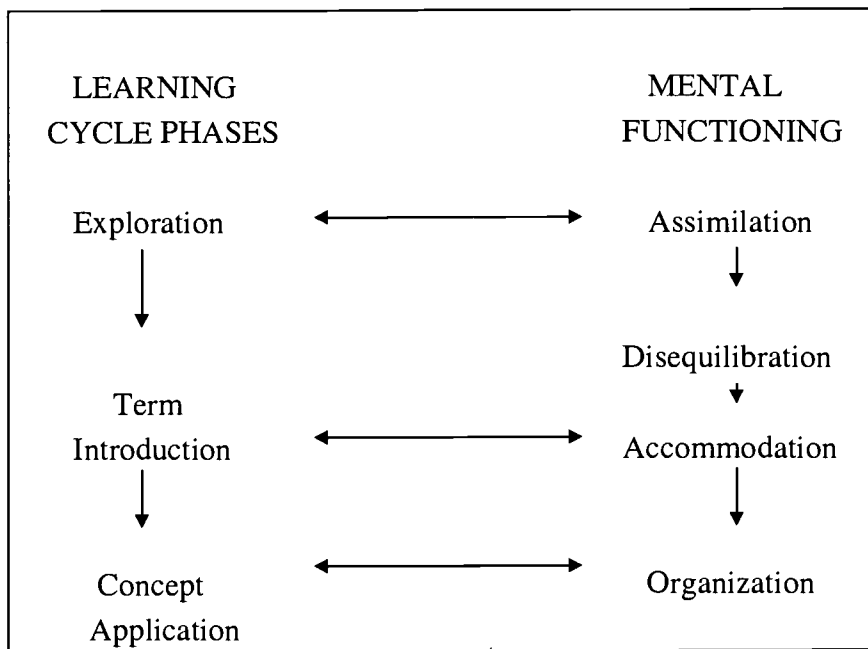 LEARNING
CYCLE PHASES
MENTAL
FUNCTIONING
Exploration
Assimilation
Disequilibration
Term
Introduction
Accommodation
Concept
Application
Organization